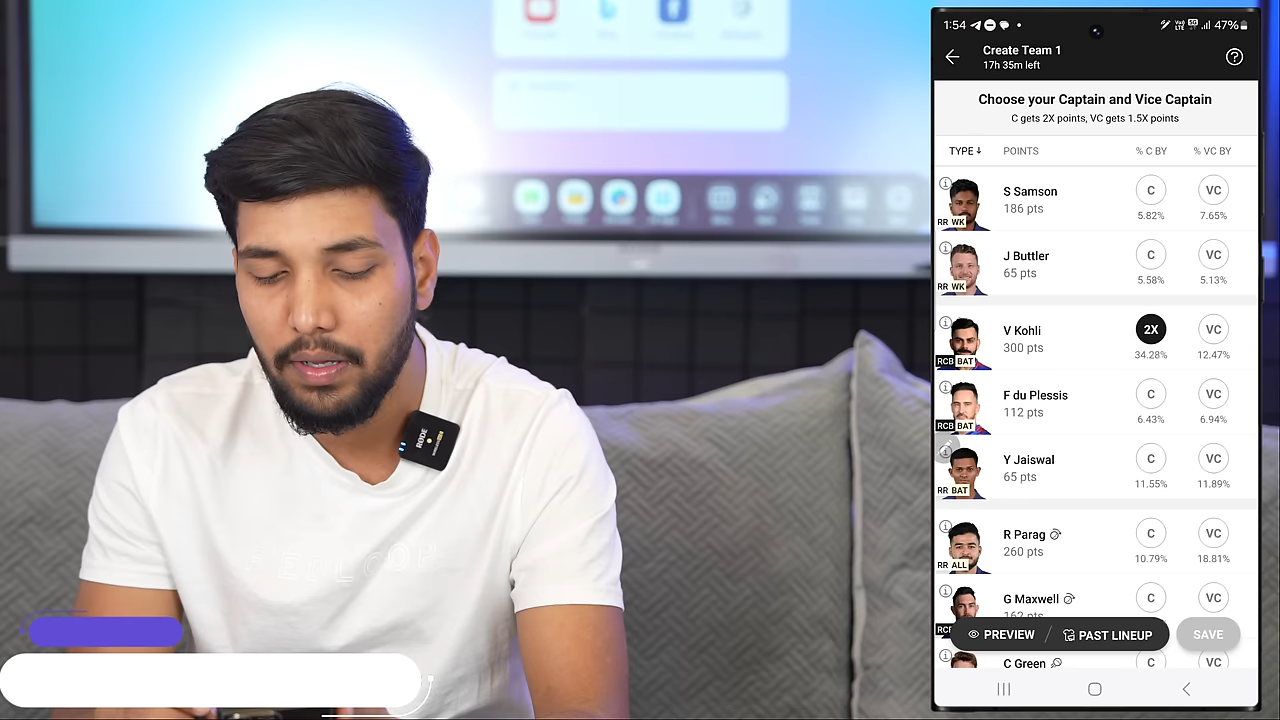 1:54
47%
Create Team 1
17h 35m left
Choose your Captain and Vice Captain
C gets 2X points, VC gets 1.5X points
TYPE ↓ POINTS % C BY % VC BY
S Samson
186 pts
C VC
5.82% 7.65%
RR WK
J Buttler
65 pts
C VC
5.58% 5.13%
RR WK
V Kohli
300 pts
2X VC
34.28% 12.47%
RCB BAT
F du Plessis
112 pts
C VC
6.43% 6.94%
RCB BAT
Y Jaiswal
65 pts
C VC
11.55% 11.89%
RR BAT
R Parag
260 pts
C VC
10.79% 18.81%
RR ALL
G Maxwell
162 pts
C VC
PREVIEW / PAST LINEUP SAVE
C Green
C VC
RODE